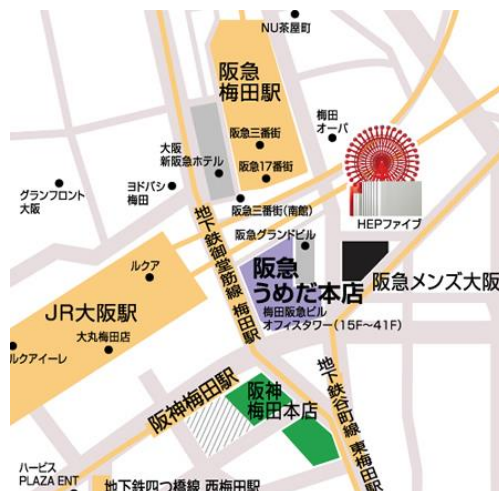 NU茶屋町
阪急
梅田駅
梅田
オーパ
阪急三番街
大阪
新阪急ホテル
阪急17番街
グランフロント
大阪
ヨドバシ
梅田
阪急三番街(南館)
HEPファイブ
阪急グランドビル
地下鉄御堂筋線 梅田駅
阪急
うめだ本店
阪急メンズ大阪
ルクア
JR大阪駅
梅田阪急ビル
オフィスタワー(15F〜41F)
大丸梅田店
ルクアイーレ
地下鉄谷町線 東梅田駅
阪神梅田駅
阪神
梅田本店
ハービス
PLAZA ENT
地下鉄四つ橋線 西梅田駅